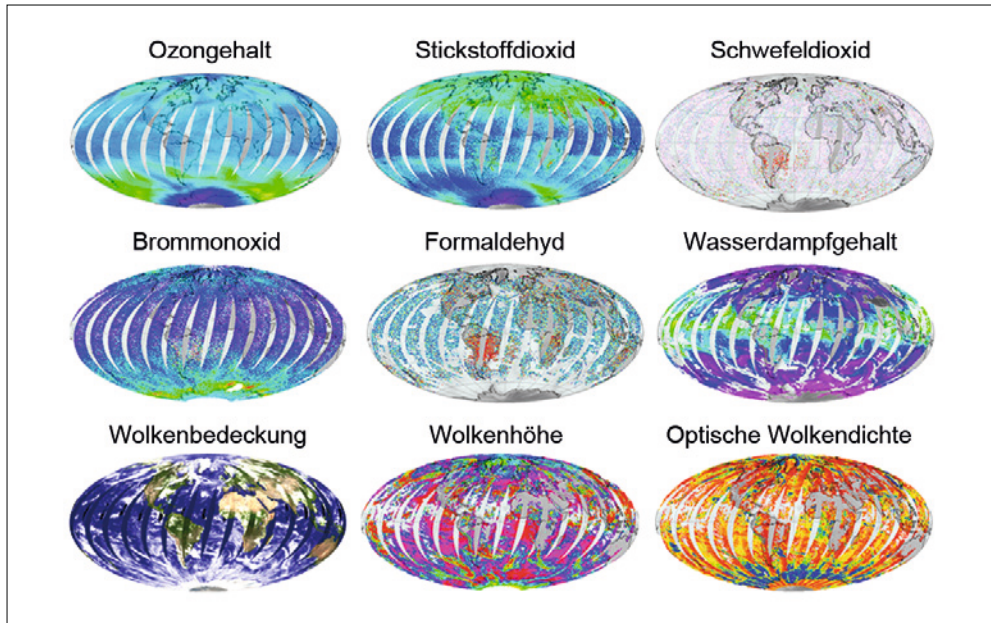 Ozongehalt
Stickstoffdioxid
Schwefeldioxid
Brommonoxid
Formaldehyd
Wasserdampfgehalt
Wolkenbedeckung
Wolkenhöhe
Optische Wolkendichte